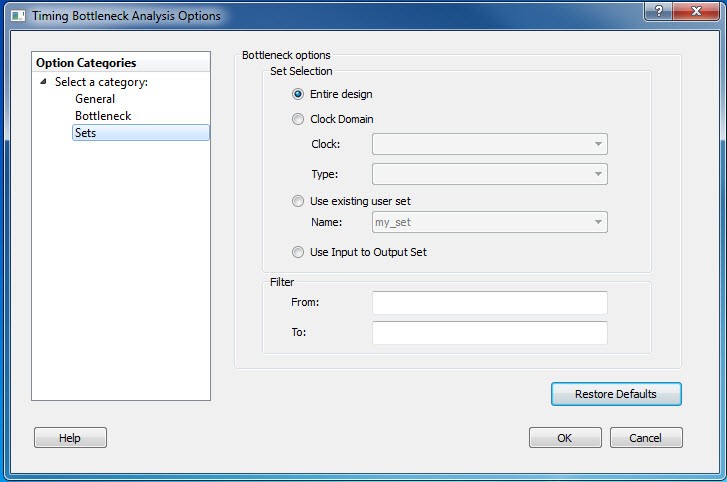 Timing Bottleneck Analysis Options
?
Option Categories
Select a category:
General
Bottleneck
Sets
Bottleneck options
Set Selection
Entire design
Clock Domain
Clock:
Type:
Use existing user set
Name: my_set
Use Input to Output Set
Filter
From:
To:
Restore Defaults
Help OK Cancel